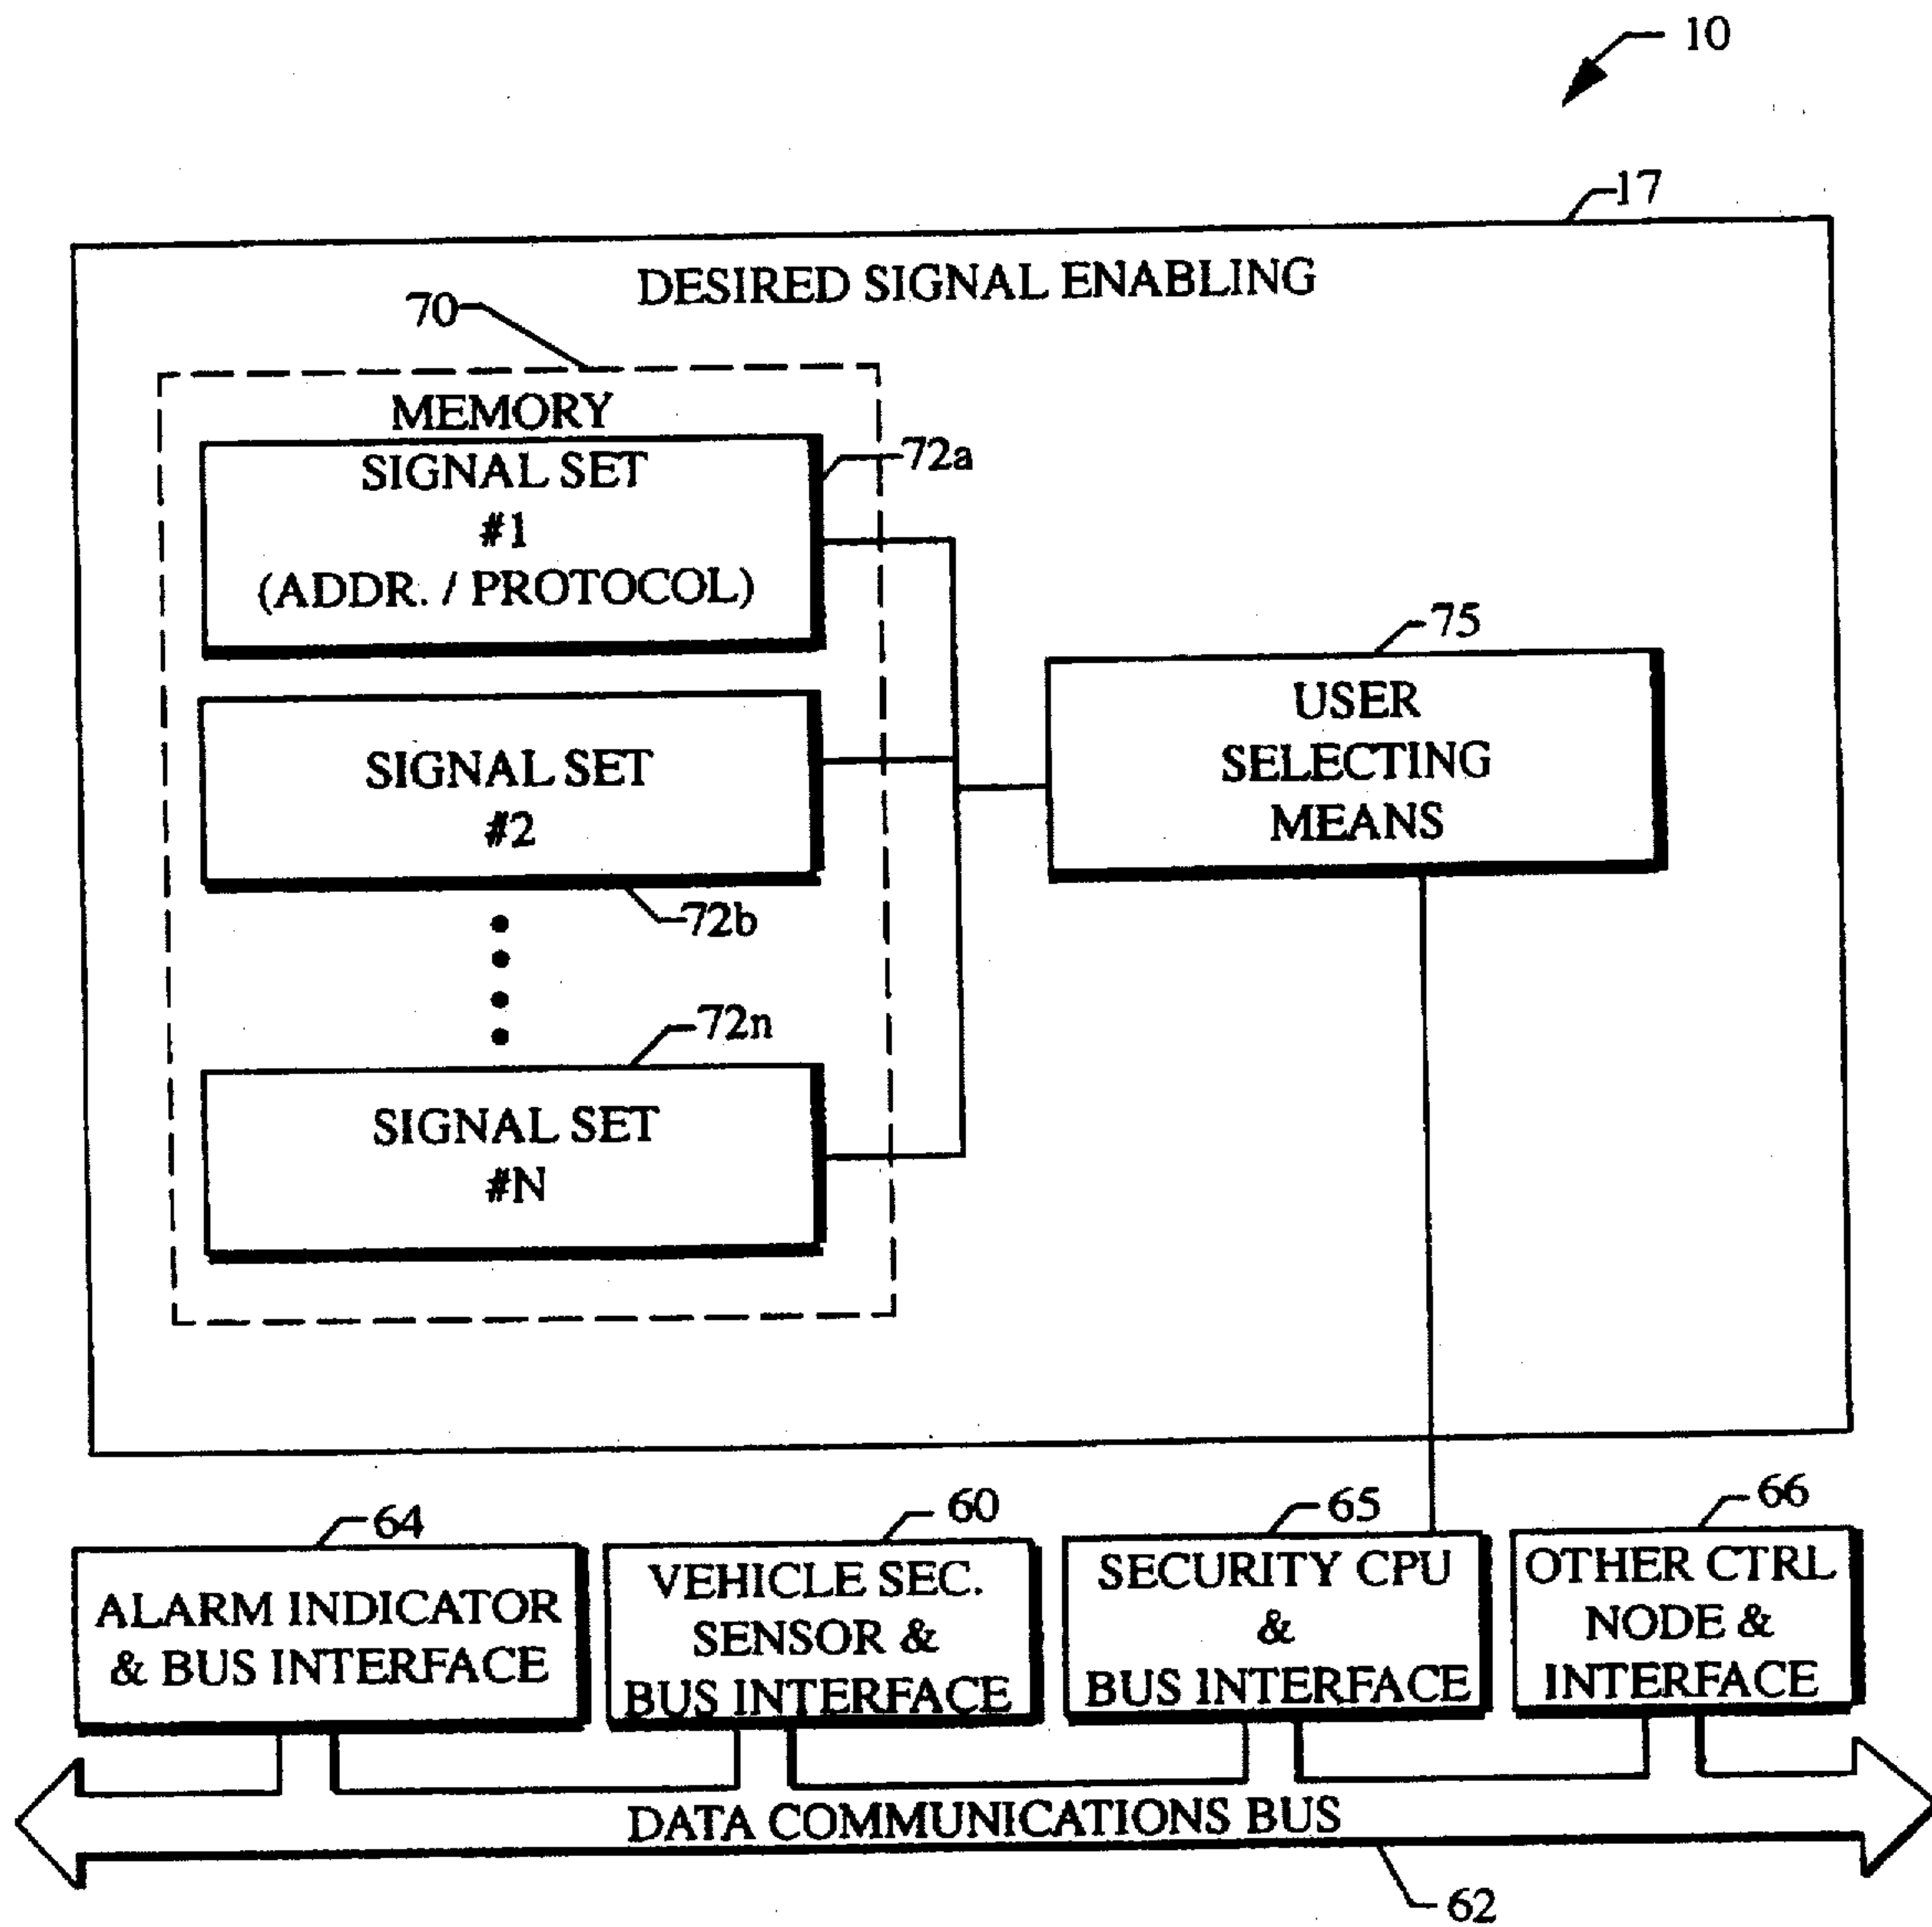 10
17
DESIRED SIGNAL ENABLING
70
MEMORY
SIGNAL SET
#1
(ADDR. / PROTOCOL)
72a
SIGNAL SET
#2
72b
72n
SIGNAL SET
#N
75
USER
SELECTING
MEANS
64
ALARM INDICATOR
& BUS INTERFACE
60
VEHICLE SEC.
SENSOR &
BUS INTERFACE
65
SECURITY CPU
&
BUS INTERFACE
66
OTHER CTRL
NODE &
INTERFACE
DATA COMMUNICATIONS BUS
62